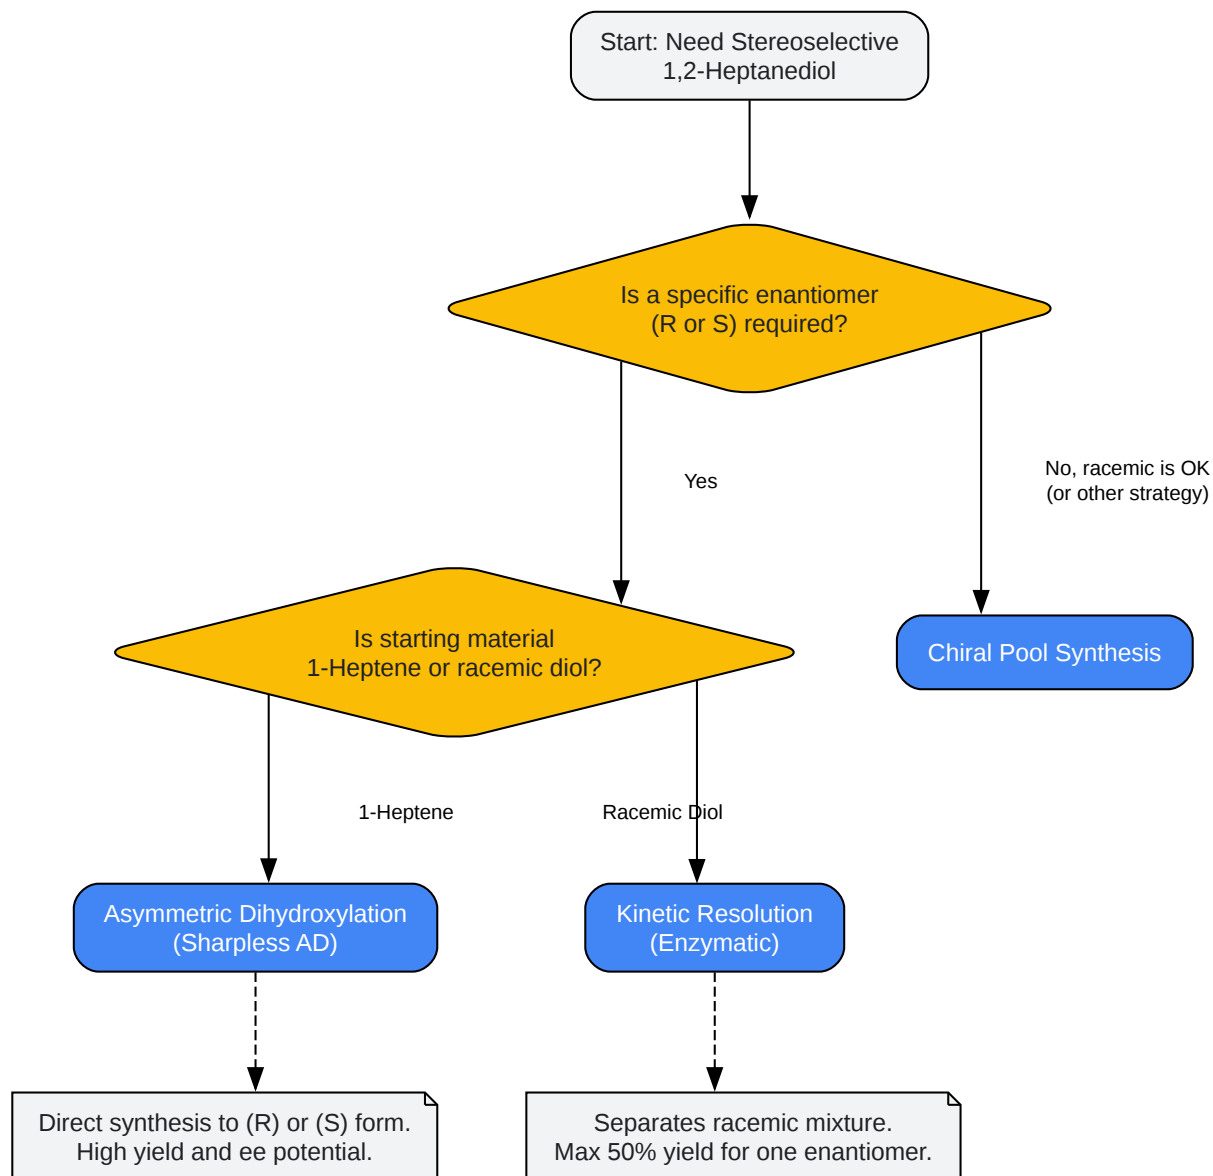 Start: Need Stereoselective
1,2-Heptanediol
Is a specific enantiomer
(R or S) required?
Yes
No, racemic is OK
(or other strategy)
Is starting material
1-Heptene or racemic diol?
Chiral Pool Synthesis
1-Heptene
Racemic Diol
Asymmetric Dihydroxylation
(Sharpless AD)
Kinetic Resolution
(Enzymatic)
Direct synthesis to (R) or (S) form.
High yield and ee potential.
Separates racemic mixture.
Max 50% yield for one enantiomer.